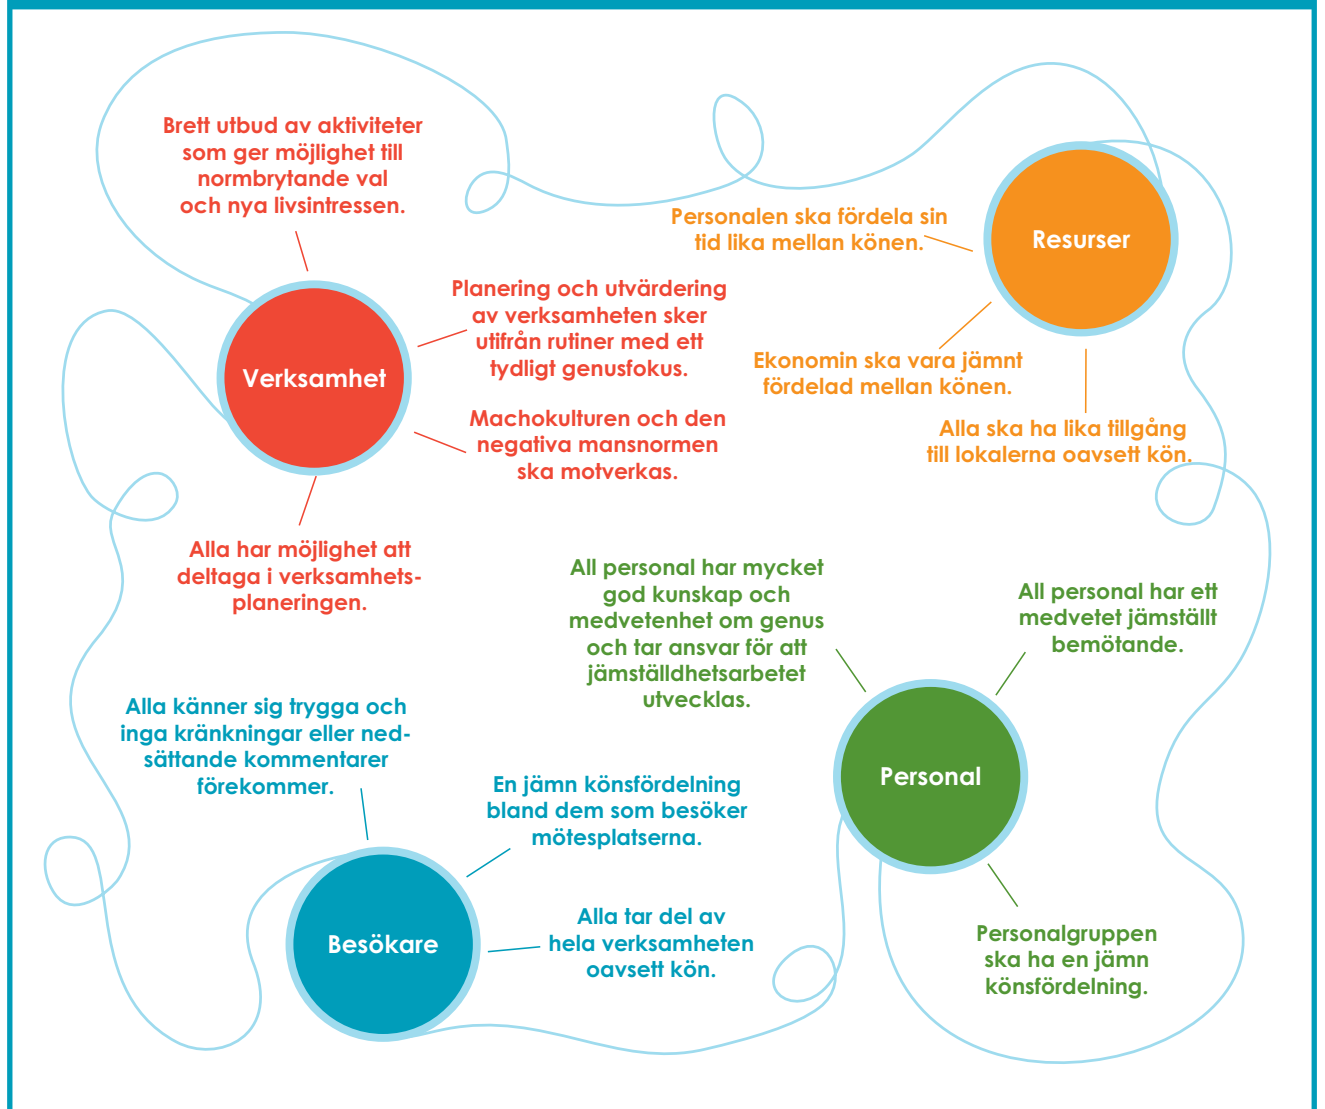 Brett utbud av aktiviteter
som ger möjlighet till
normbrytande val
och nya livsintressen.
Verksamhet
Planering och utvärdering
av verksamheten sker
utifrån rutiner med ett
tydligt genusfokus.
Machokulturen och den
negativa mansnormen
ska motverkas.
Alla har möjlighet att
deltaga i verksamhets-
planeringen.
Personalen ska fördela sin
tid lika mellan könen.
Resurser
Ekonomin ska vara jämnt
fördelad mellan könen.
Alla ska ha lika tillgång
till lokalerna oavsett kön.
All personal har mycket
god kunskap och
medvetenhet om genus
och tar ansvar för att
jämställdhetsarbetet
utvecklas.
All personal har ett
medvetet jämställt
bemötande.
Personal
Personalgruppen
ska ha en jämn
könsfördelning.
Alla känner sig trygga och
inga kränkningar eller ned-
sättande kommentarer
förekommer.
En jämn könsfördelning
bland dem som besöker
mötesplatserna.
Besökare
Alla tar del av
hela verksamheten
oavsett kön.